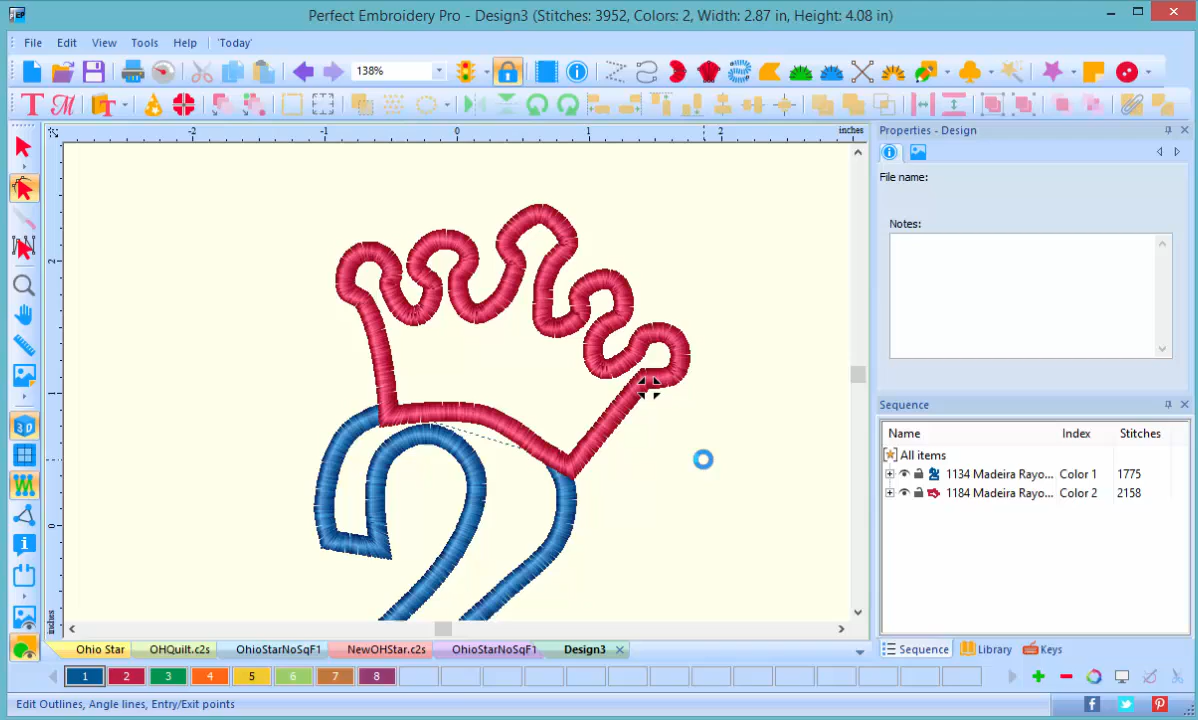 Perfect Embroidery Pro - Design3 (Stitches: 3952, Colors: 2, Width: 2.87 in, Height: 4.08 in)
File Edit View Tools Help 'Today'
138%
-2 -1 0 1 2 inches
Properties - Design
File name:
Notes:
2
1
0
inches
Sequence
Name Index Stitches
All items
1134 Madeira Rayo... Color 1 1775
1184 Madeira Rayo... Color 2 2158
Ohio Star OHQuilt.c2s OhioStarNoSqF1 NewOHStar.c2s OhioStarNoSqF1 Design3
Sequence Library Keys
1 2 3 4 5 6 7 8
Edit Outlines, Angle lines, Entry/Exit points